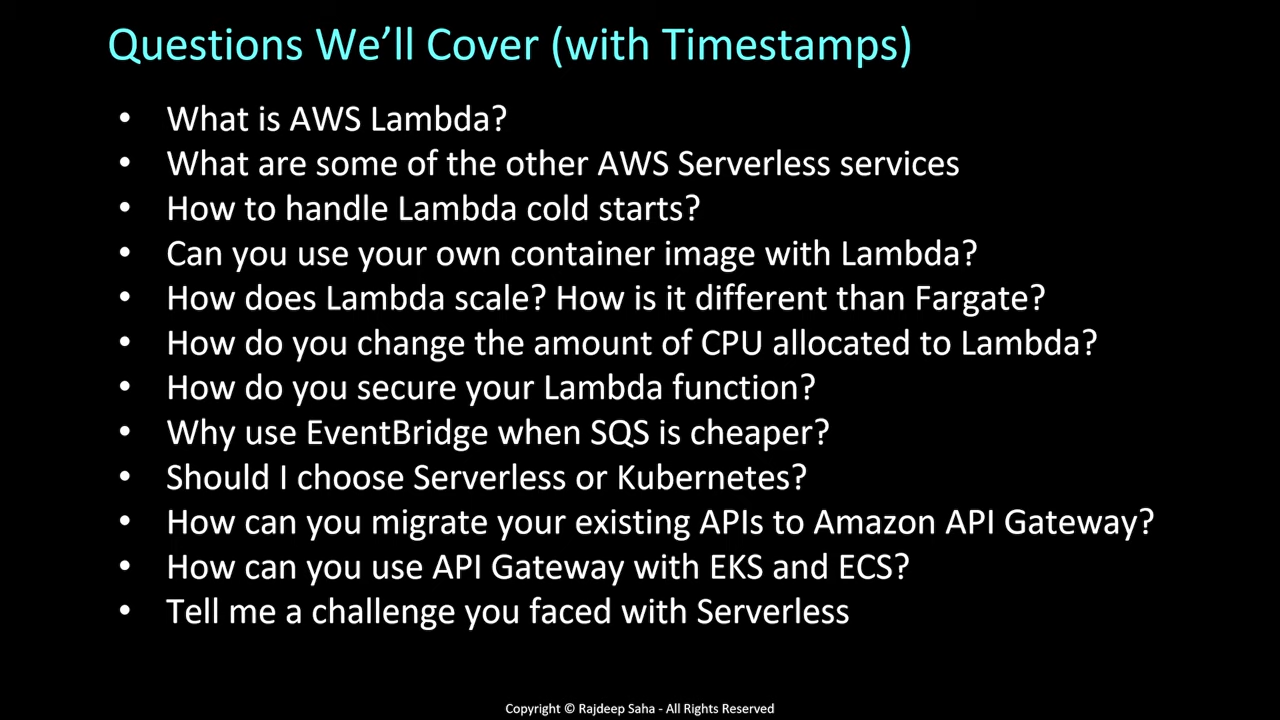 Questions We’ll Cover (with Timestamps)
• What is AWS Lambda?
• What are some of the other AWS Serverless services
• How to handle Lambda cold starts?
• Can you use your own container image with Lambda?
• How does Lambda scale? How is it different than Fargate?
• How do you change the amount of CPU allocated to Lambda?
• How do you secure your Lambda function?
• Why use EventBridge when SQS is cheaper?
• Should I choose Serverless or Kubernetes?
• How can you migrate your existing APIs to Amazon API Gateway?
• How can you use API Gateway with EKS and ECS?
• Tell me a challenge you faced with Serverless
Copyright © Rajdeep Saha - All Rights Reserved